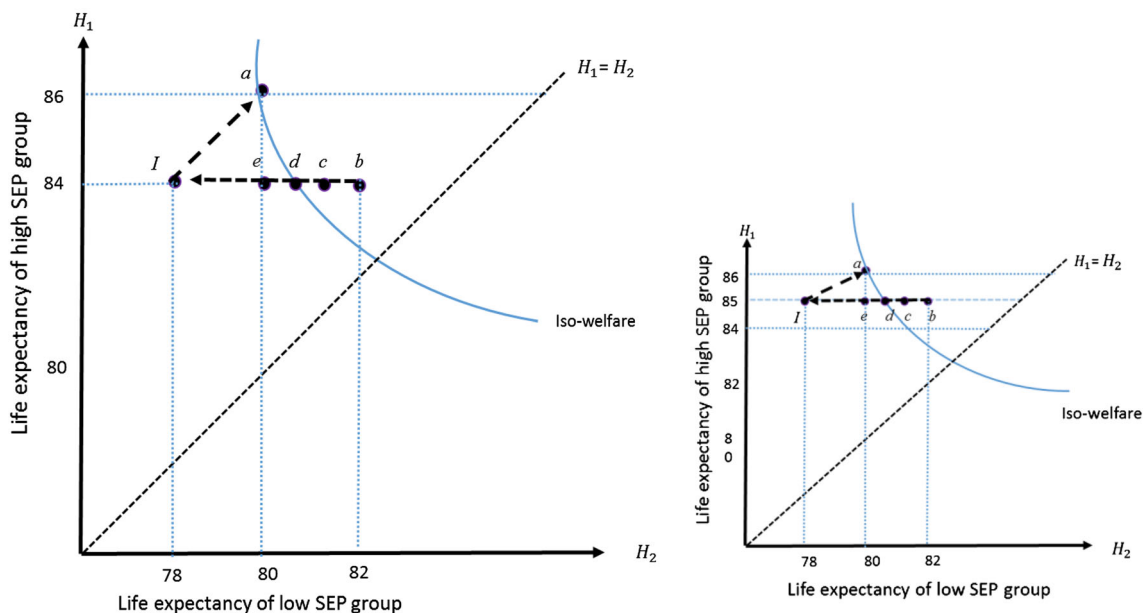 H₁
H₁ = H₂
a
86
I
e
d
c
b
84
Iso-welfare
80
H₂
78
80
82
Life expectancy of high SEP group
Life expectancy of low SEP group
H₁
H₁ = H₂
a
86
85
I
e
d
c
b
84
82
Iso-welfare
8
0
H₂
78
80
82
Life expectancy of high SEP group
Life expectancy of low SEP group